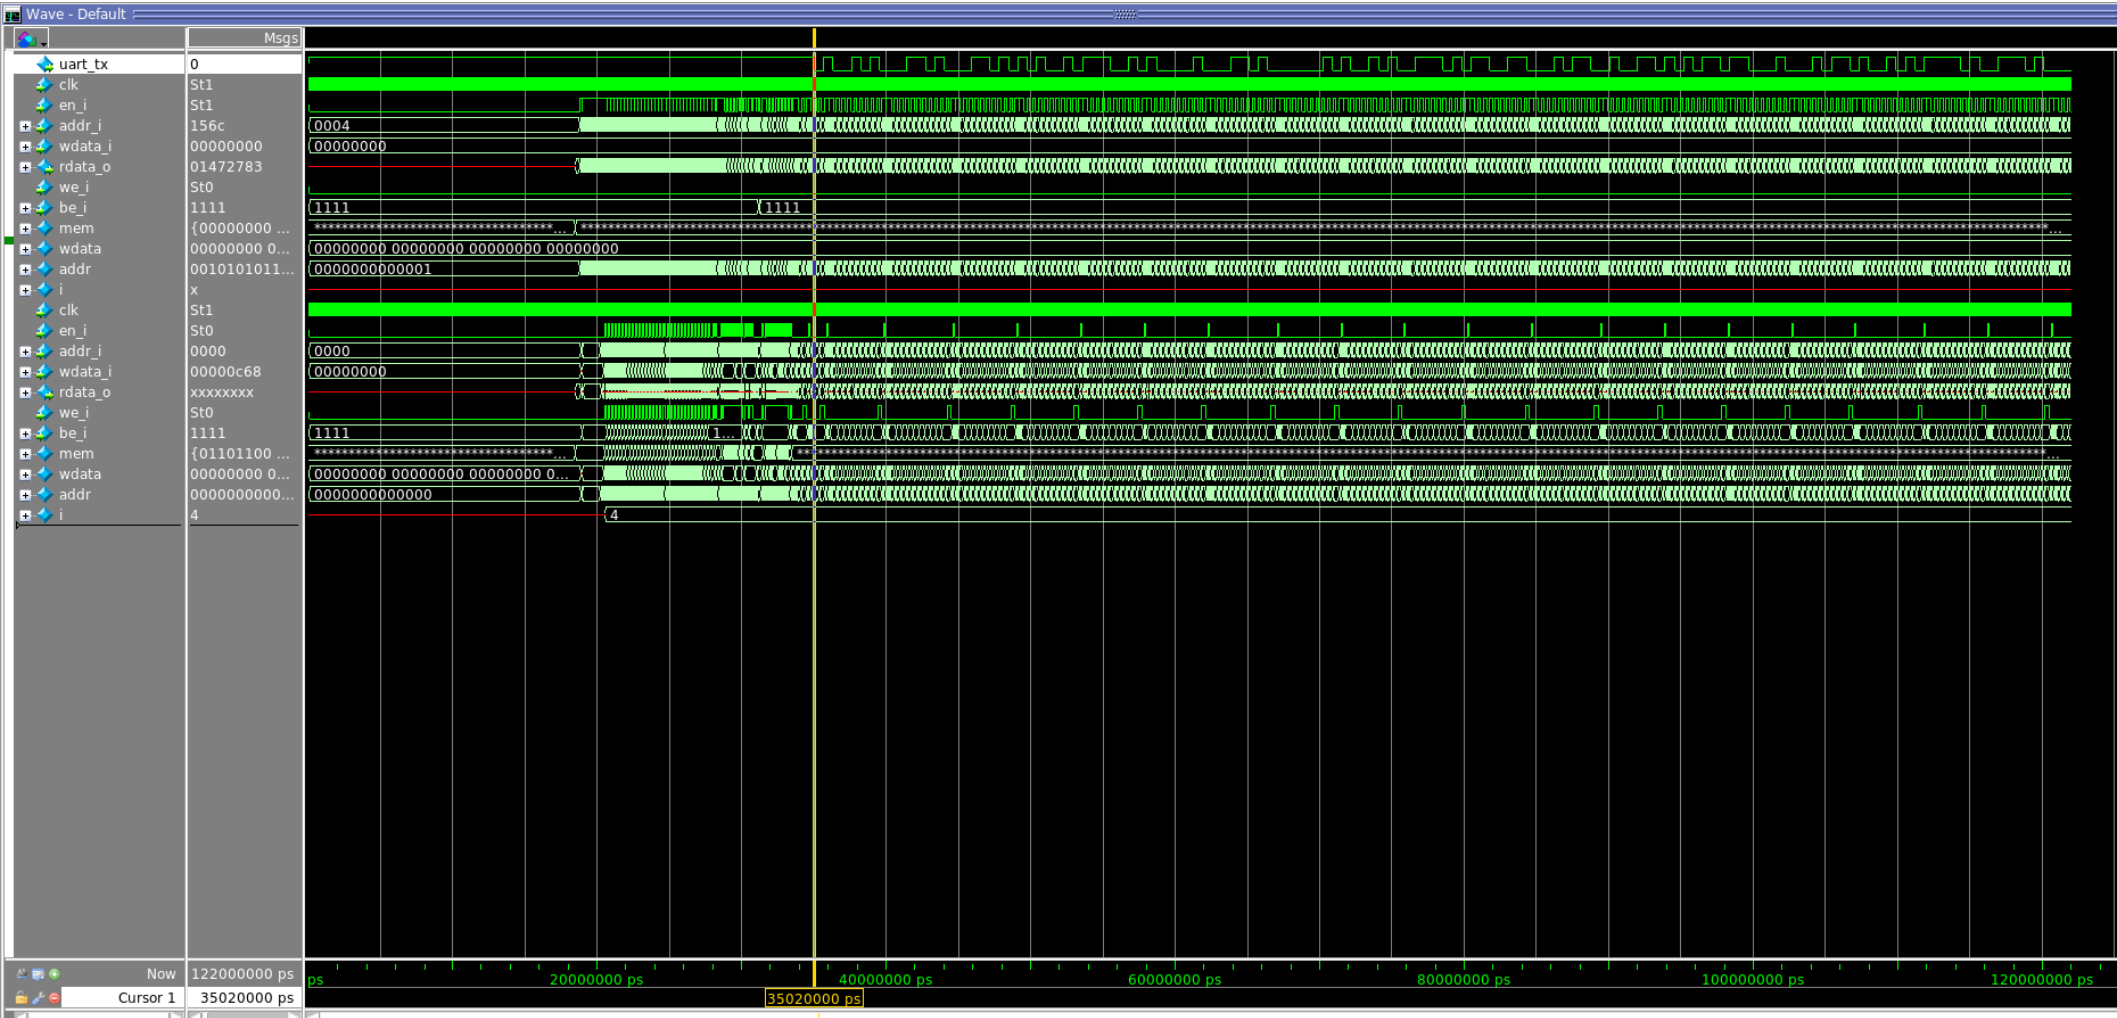 Wave - Default
Msgs
uart_tx 0
clk St1
en_i St1
addr_i 156c 0004
wdata_i 00000000 00000000
rdata_o 01472783
we_i St0
be_i 1111 1111 1111
mem {00000000 ... ...
wdata 00000000 0... 00000000 00000000 00000000 00000000
addr 0010101011... 0000000000001
i x
clk St1
en_i St0
addr_i 0000 0000
wdata_i 00000c68 00000000
rdata_o xxxxxxxx
we_i St0
be_i 1111 1111 1...
mem {01101100 ... ...
wdata 00000000 0... 00000000 00000000 00000000 0...
addr 0000000000... 0000000000000
i 4 4
Now 122000000 ps ps 20000000 ps 40000000 ps 60000000 ps 80000000 ps 100000000 ps 120000000 ps
Cursor 1 35020000 ps 35020000 ps